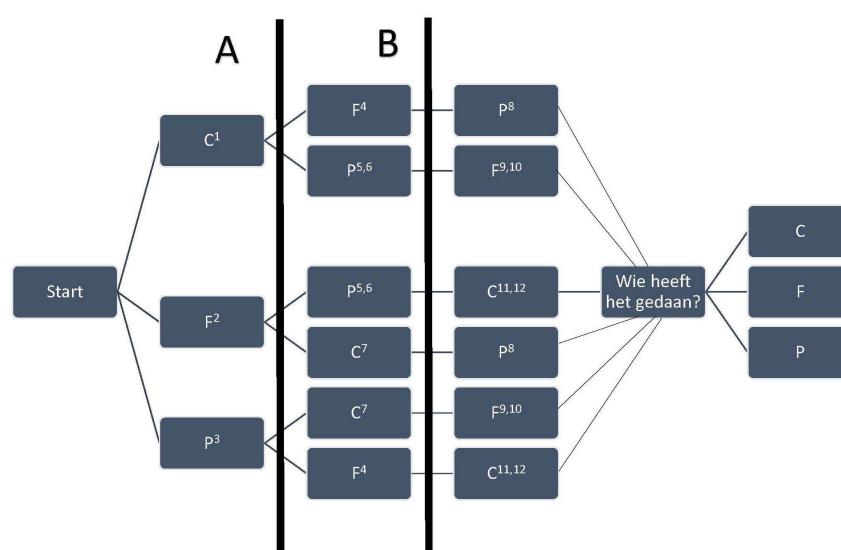 A
B
Start
C¹
F²
P³
F⁴
P⁵,⁶
P⁵,⁶
C⁷
C⁷
F⁴
P⁸
F⁹,¹⁰
C¹¹,¹²
P⁸
F⁹,¹⁰
C¹¹,¹²
Wie heeft
het gedaan?
C
F
P